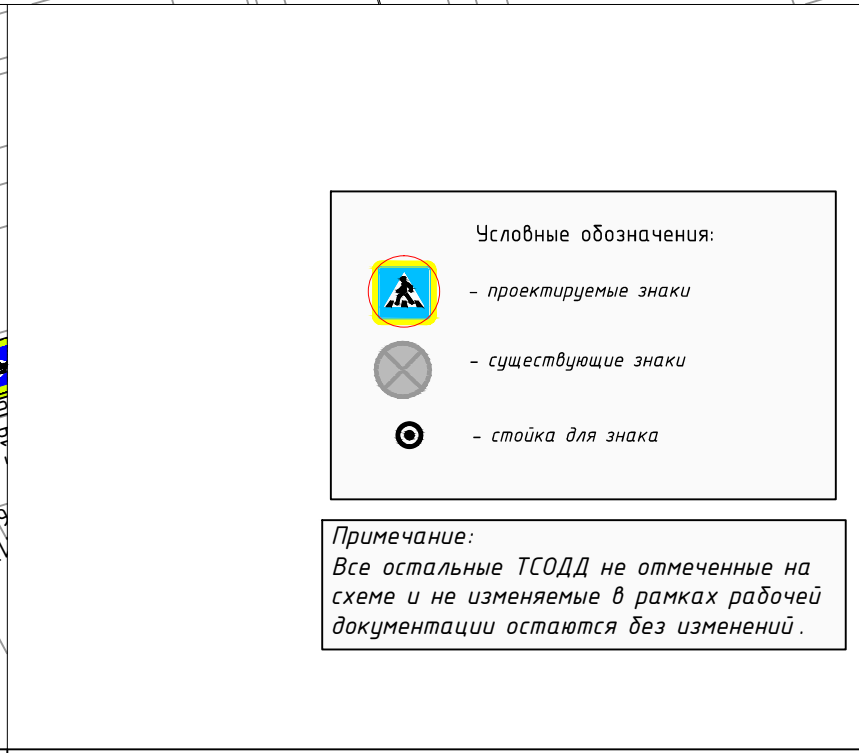 Условные обозначения:
- проектируемые знаки
- существующие знаки
- стойка для знака
Примечание:
Все остальные ТСОДД не отмеченные на
схеме и не изменяемые в рамках рабочей
документации остаются без изменений.